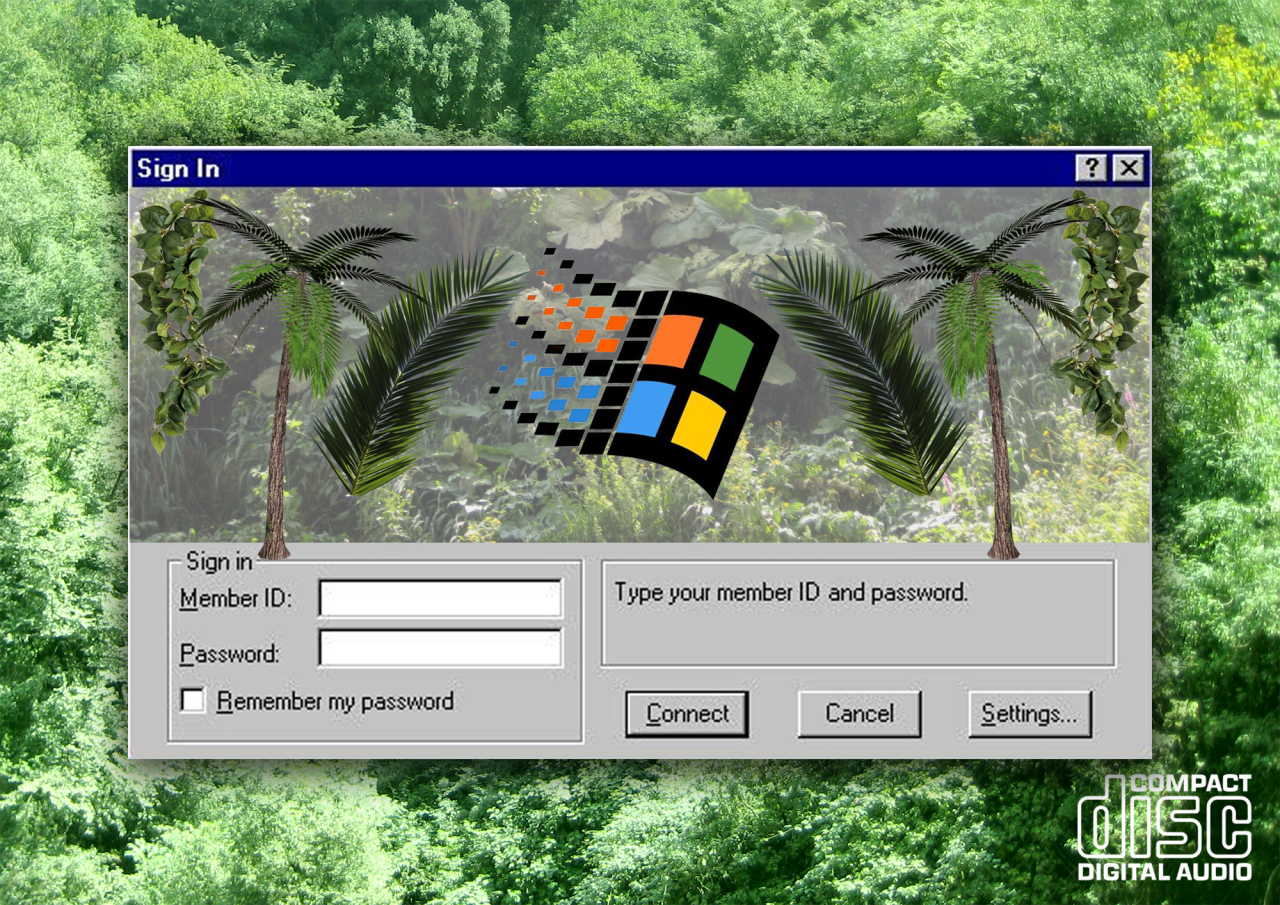 Sign In
? X
Sign in
Member ID:
Type your member ID and password.
Password:
Remember my password
Connect
Cancel
Settings...
COMPACT
disc
DIGITAL AUDIO